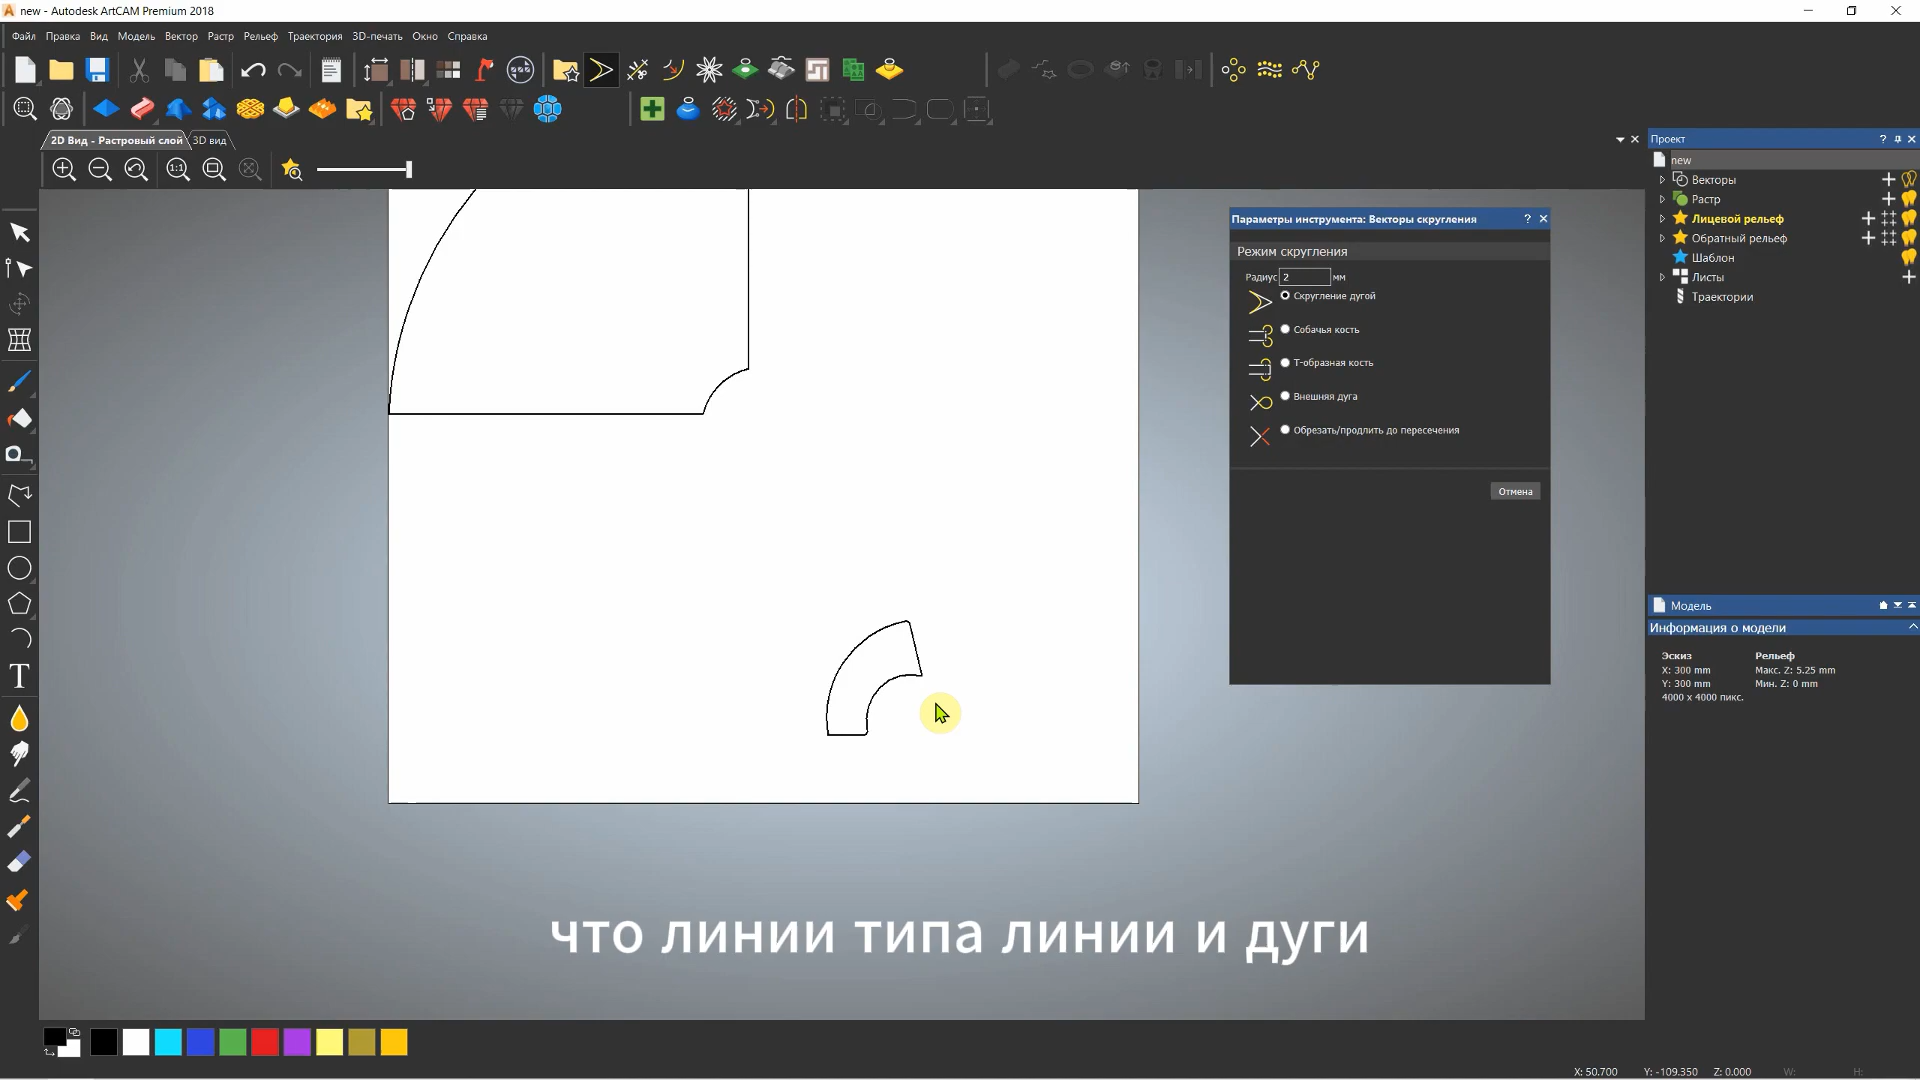 new - Autodesk ArtCAM Premium 2018
Файл Правка Вид Модель Вектор Растр Рельеф Траектория 3D-печать Окно Справка
2D Вид - Растровый слой 3D вид
1:1
Параметры инструмента: Векторы скругления ?
Режим скругления
Радиус 2 мм
Скругление дугой
Собачья кость
Т-образная кость
Внешняя дуга
Обрезать/продлить до пересечения
Отмена
Проект ?
new
Векторы
Растр
Лицевой рельеф
Обратный рельеф
Шаблон
Листы
Траектории
Модель
Информация о модели
Эскиз Рельеф
X: 300 mm Макс. Z: 5.25 mm
Y: 300 mm Мин. Z: 0 mm
4000 x 4000 пикс.
T
что линии типа линии и дуги
X: 50.700 Y: -109.350 Z: 0.000 W: H: